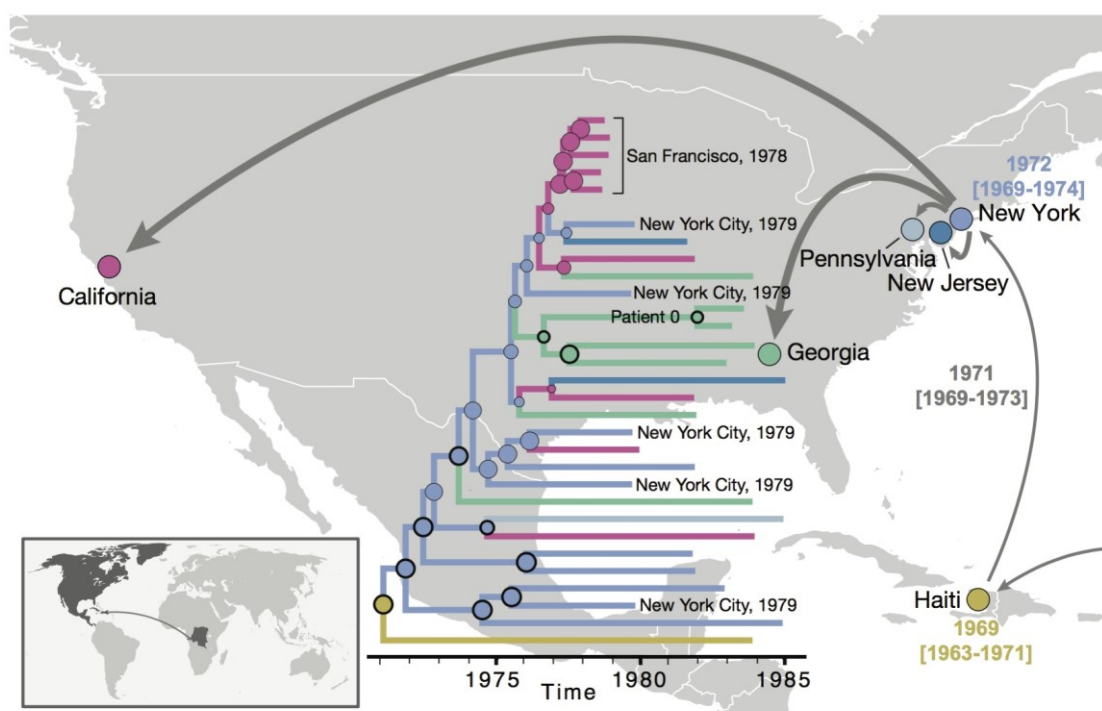 San Francisco, 1978
1972
[1969-1974]
New York
New York City, 1979
Pennsylvania
New Jersey
California
New York City, 1979
Patient 0
Georgia
1971
[1969-1973]
New York City, 1979
New York City, 1979
Haiti
New York City, 1979
1969
[1963-1971]
1975
1980
1985
Time